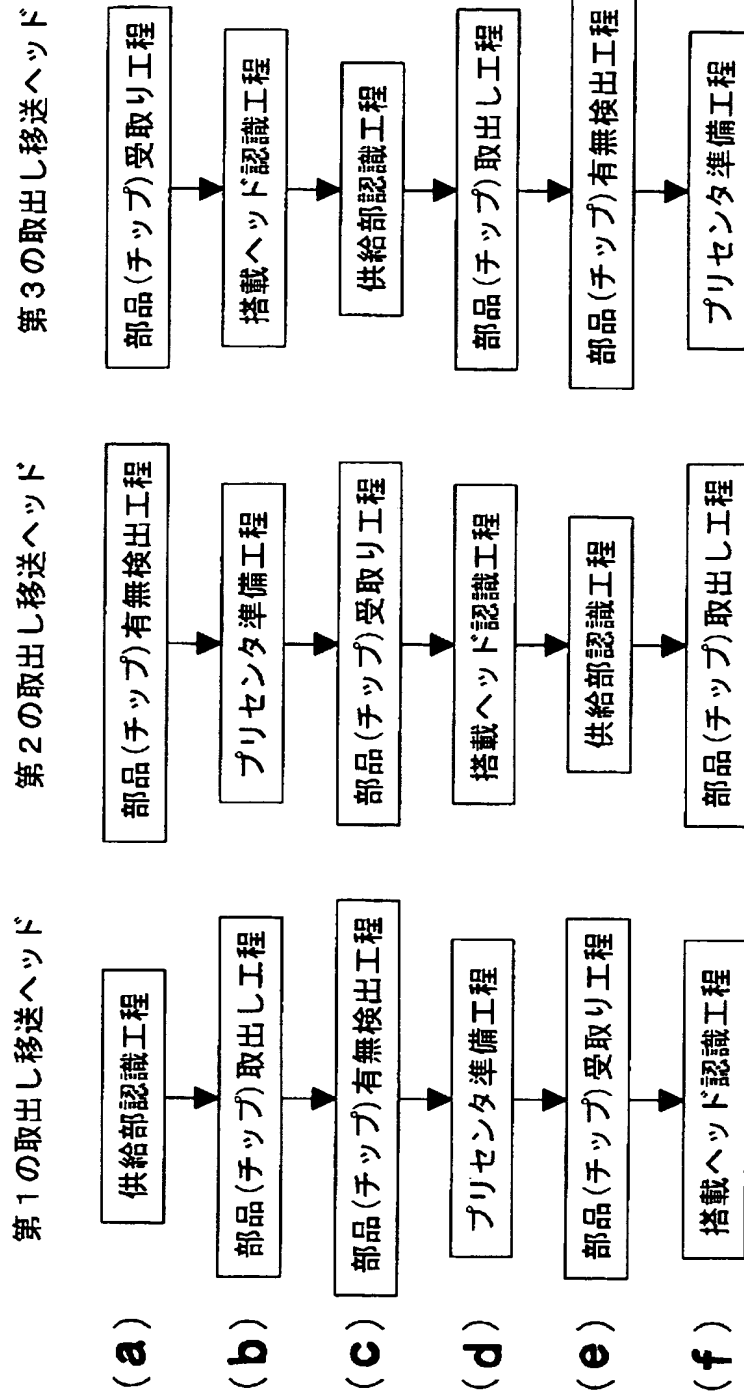 第1の取出し移送ヘッド
第2の取出し移送ヘッド
第3の取出し移送ヘッド
(a)
供給部認識工程
部品(チップ)有無検出工程
部品(チップ)受取り工程
(b)
部品(チップ)取出し工程
プリセンタ準備工程
搭載ヘッド認識工程
(c)
部品(チップ)有無検出工程
部品(チップ)受取り工程
供給部認識工程
(d)
プリセンタ準備工程
搭載ヘッド認識工程
部品(チップ)取出し工程
(e)
部品(チップ)受取り工程
供給部認識工程
部品(チップ)有無検出工程
(f)
搭載ヘッド認識工程
部品(チップ)取出し工程
プリセンタ準備工程